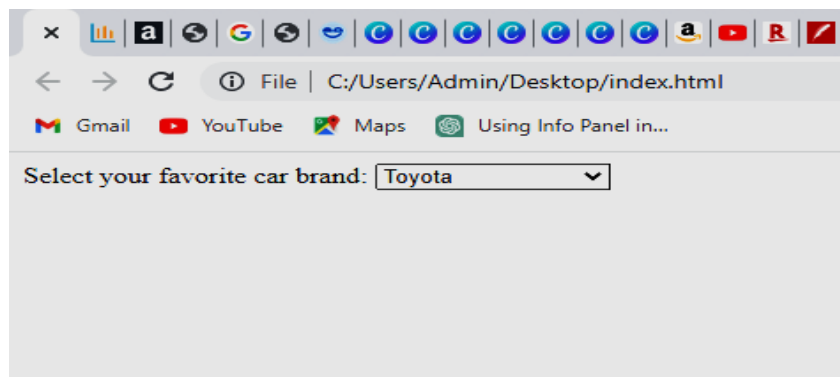 File | C:/Users/Admin/Desktop/index.html
Gmail YouTube Maps Using Info Panel in...
Select your favorite car brand: Toyota